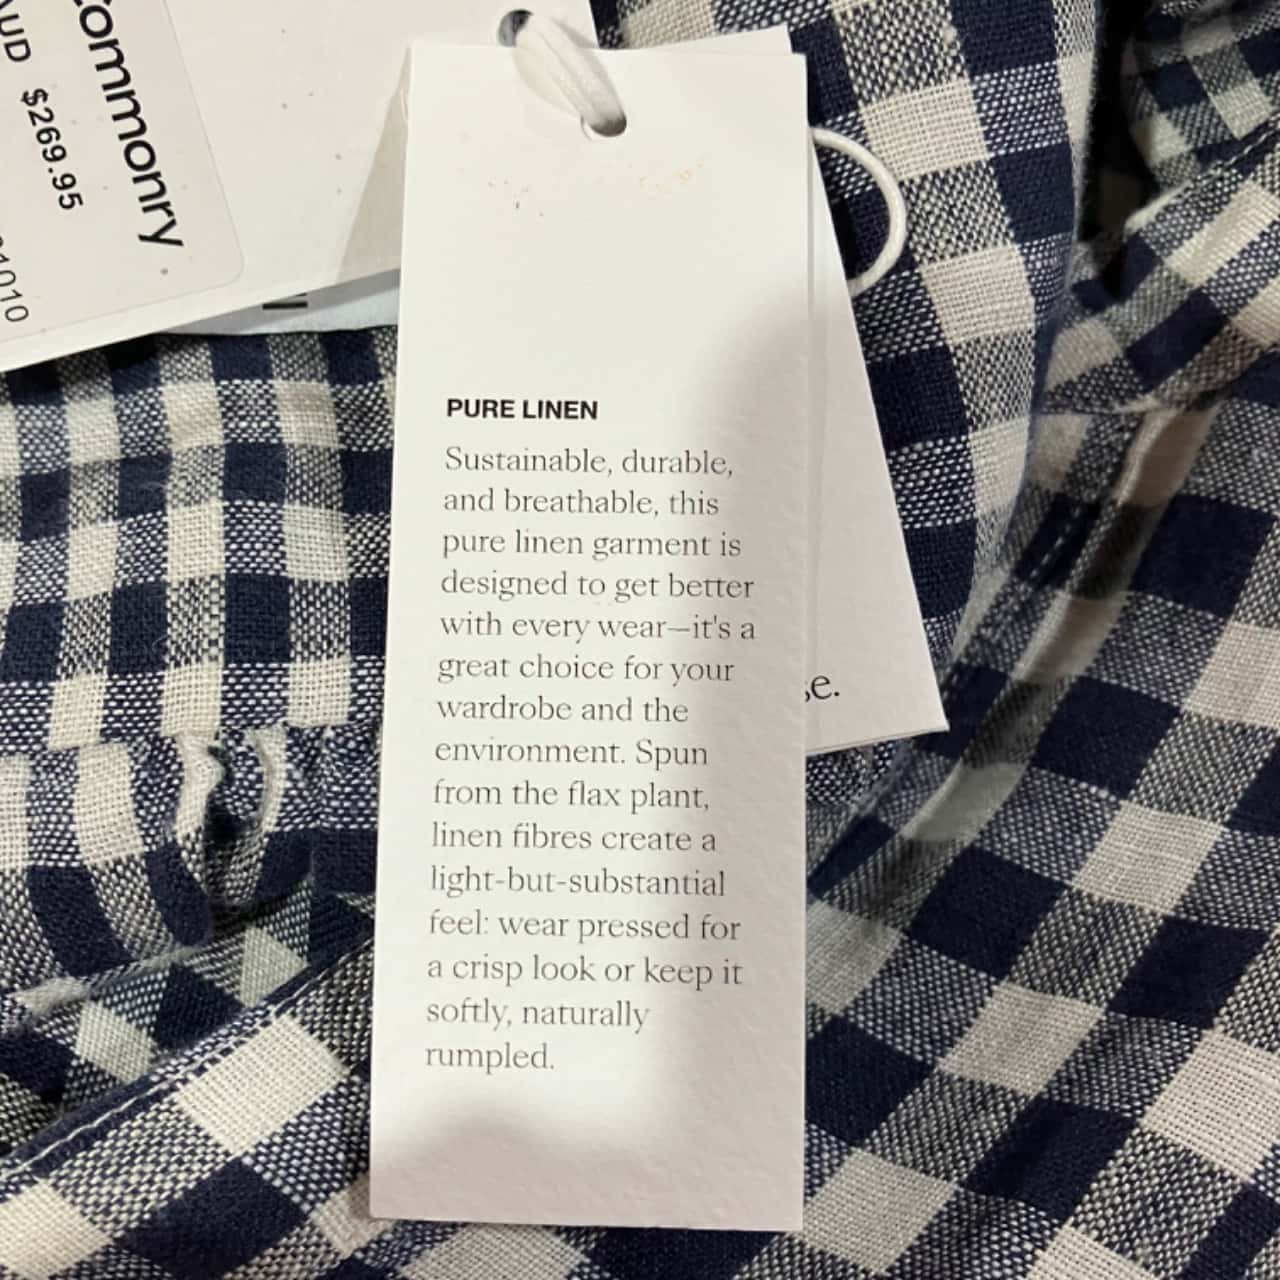 Commonry
AUD $269.95
PURE LINEN
Sustainable, durable,
and breathable, this
pure linen garment is
designed to get better
with every wear—it's a
great choice for your
wardrobe and the
environment. Spun
from the flax plant,
linen fibres create a
light-but-substantial
feel: wear pressed for
a crisp look or keep it
softly, naturally
rumpled.